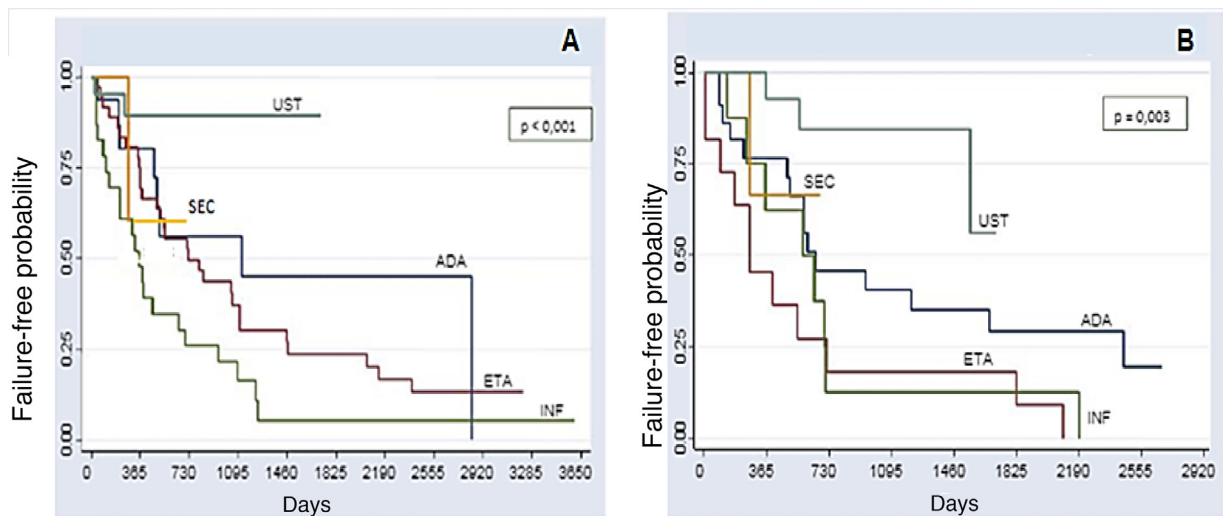 A
1.00
0.75
0.50
0.25
0.00
Failure-free probability
UST
p < 0,001
SEC
ADA
ETA
INF
0 365 730 1095 1460 1825 2190 2555 2920 3285 3650
Days
B
1.00
0.75
0.50
0.25
0.00
Failure-free probability
p = 0,003
SEC
UST
ADA
ETA
INF
0 365 730 1095 1460 1825 2190 2555 2920
Days